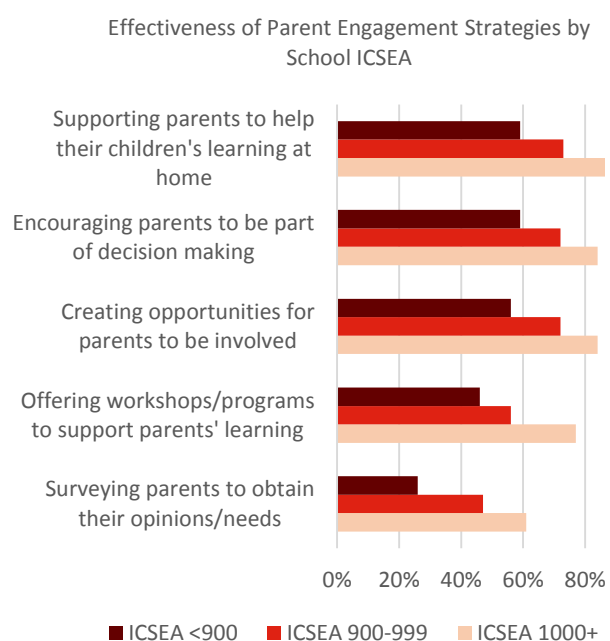 Effectiveness of Parent Engagement Strategies by
School ICSEA
Supporting parents to help
their children's learning at
home
Encouraging parents to be part
of decision making
Creating opportunities for
parents to be involved
Offering workshops/programs
to support parents' learning
Surveying parents to obtain
their opinions/needs
0% 20% 40% 60% 80%
ICSEA <900 ICSEA 900-999 ICSEA 1000+